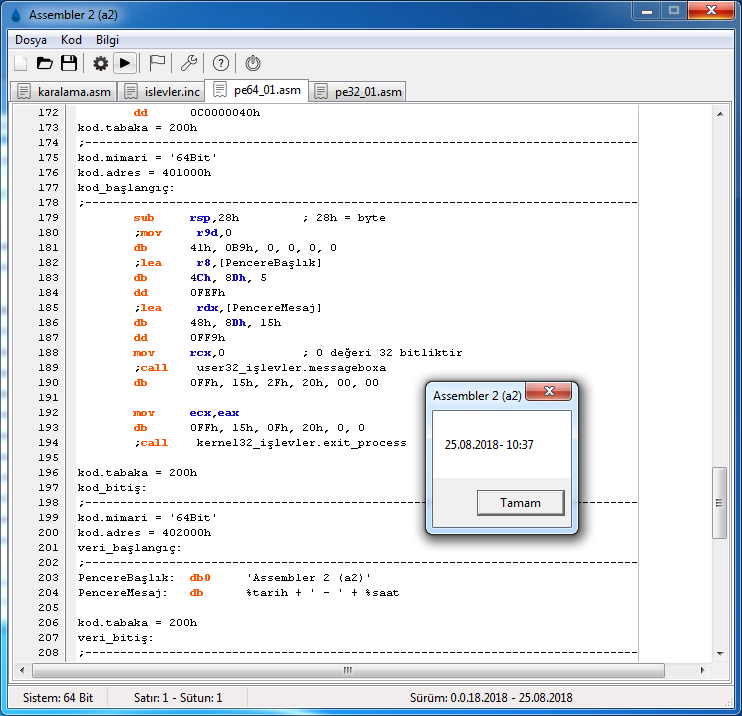 Assembler 2 (a2)
Dosya Kod Bilgi
karalama.asm islevler.inc pe64_01.asm pe32_01.asm
172 dd 0C0000040h
173 kod.tabaka = 200h
174 ;------------------------------------------------------------------------------
175 kod.mimari = '64Bit'
176 kod.adres = 401000h
177 kod_başlangıç:
178 ;------------------------------------------------------------------------------
179 sub rsp,28h ; 28h = byte
180 ;mov r9d,0
181 db 41h, 0B9h, 0, 0, 0, 0
182 ;lea r8,[PencereBaşlık]
183 db 4Ch, 8Dh, 5
184 dd 0FEFh
185 ;lea rdx,[PencereMesaj]
186 db 48h, 8Dh, 15h
187 dd 0FF9h
188 mov rcx,0 ; 0 değeri 32 bitliktir
189 ;call user32_işlevler.messageboxa
190 db 0FFh, 15h, 2Fh, 20h, 00, 00
191
192 mov ecx,eax
193 db 0FFh, 15h, 0Fh, 20h, 0, 0
194 ;call kernel32_işlevler.exit_process
195
196 kod.tabaka = 200h
197 kod_bitiş:
198 ;------------------------------------------------------------------------------
199 kod.mimari = '64Bit'
200 kod.adres = 402000h
201 veri_başlangıç:
202 ;------------------------------------------------------------------------------
203 PencereBaşlık: db0 'Assembler 2 (a2)'
204 PencereMesaj: db %tarih + ' - ' + %saat
205
206 kod.tabaka = 200h
207 veri_bitiş:
208 ;------------------------------------------------------------------------------
Assembler 2 (a2)
25.08.2018- 10:37
Tamam
Sistem: 64 Bit Satır: 1 - Sütun: 1 Sürüm: 0.0.18.2018 - 25.08.2018